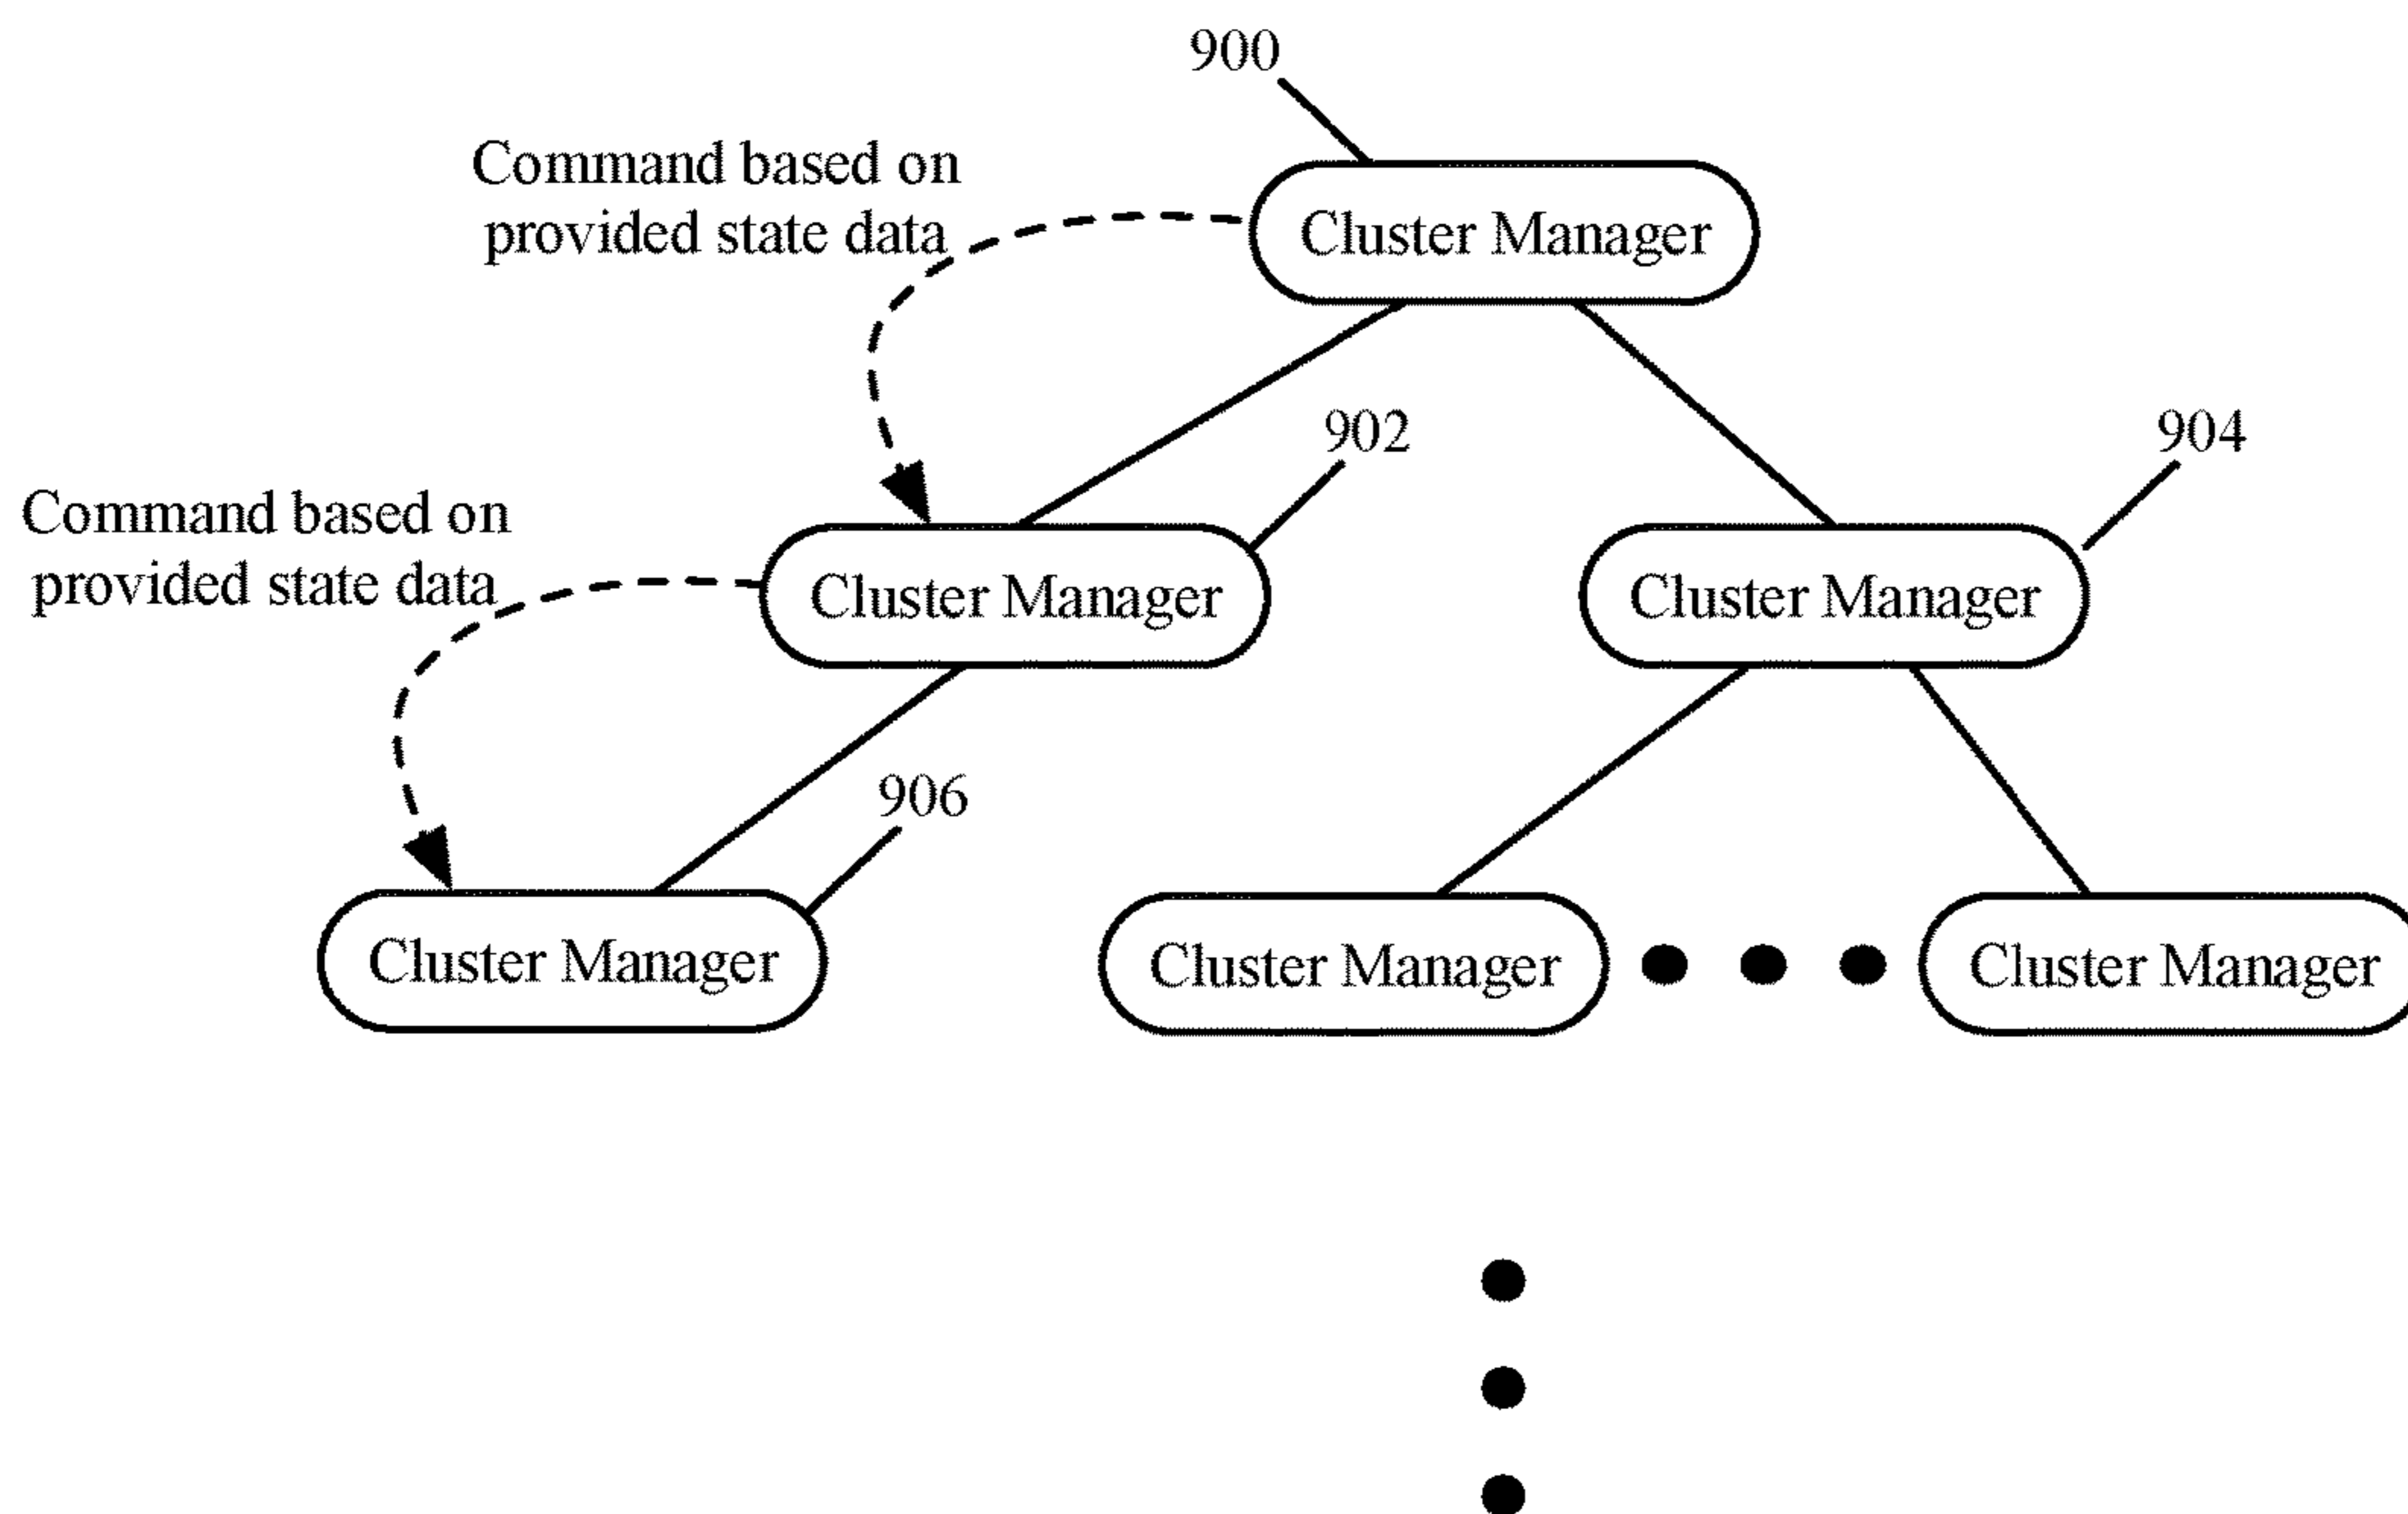 900
Command based on
provided state data
Cluster Manager
902
904
Command based on
provided state data
Cluster Manager
Cluster Manager
906
Cluster Manager
Cluster Manager
Cluster Manager